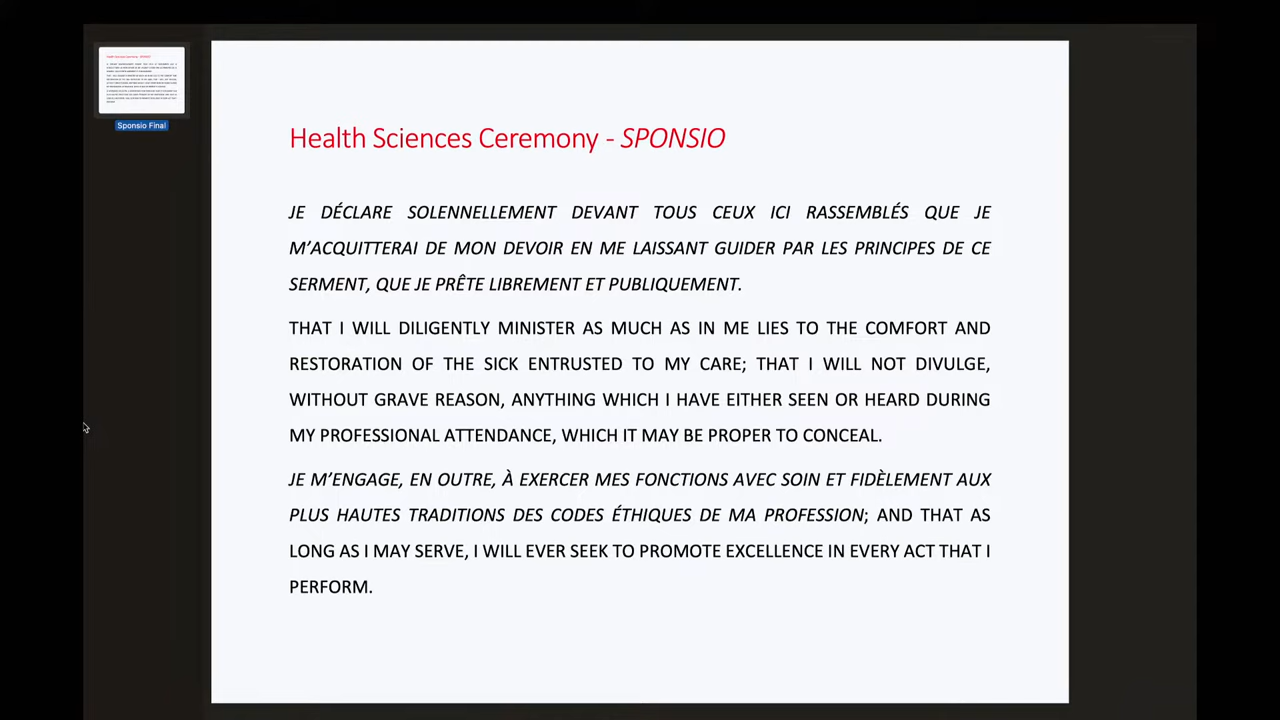 Sponsio Final
Health Sciences Ceremony - SPONSIO
JE DÉCLARE SOLENNELLEMENT DEVANT TOUS CEUX ICI RASSEMBLÉS QUE JE
M’ACQUITTERAI DE MON DEVOIR EN ME LAISSANT GUIDER PAR LES PRINCIPES DE CE
SERMENT, QUE JE PRÊTE LIBREMENT ET PUBLIQUEMENT.
THAT I WILL DILIGENTLY MINISTER AS MUCH AS IN ME LIES TO THE COMFORT AND
RESTORATION OF THE SICK ENTRUSTED TO MY CARE; THAT I WILL NOT DIVULGE,
WITHOUT GRAVE REASON, ANYTHING WHICH I HAVE EITHER SEEN OR HEARD DURING
MY PROFESSIONAL ATTENDANCE, WHICH IT MAY BE PROPER TO CONCEAL.
JE M’ENGAGE, EN OUTRE, À EXERCER MES FONCTIONS AVEC SOIN ET FIDÈLEMENT AUX
PLUS HAUTES TRADITIONS DES CODES ÉTHIQUES DE MA PROFESSION; AND THAT AS
LONG AS I MAY SERVE, I WILL EVER SEEK TO PROMOTE EXCELLENCE IN EVERY ACT THAT I
PERFORM.